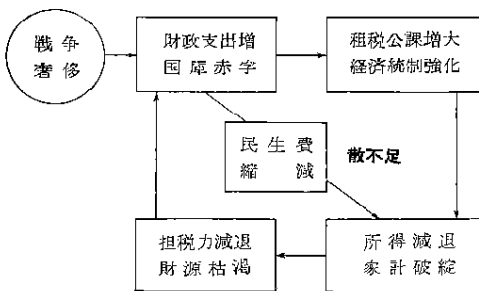 戦争
奢侈
財政支出増
国庫赤字
租税公課増大
経済統制強化
民生費
縮減
散不足
担税力減退
財源枯渇
所得減退
家計破綻